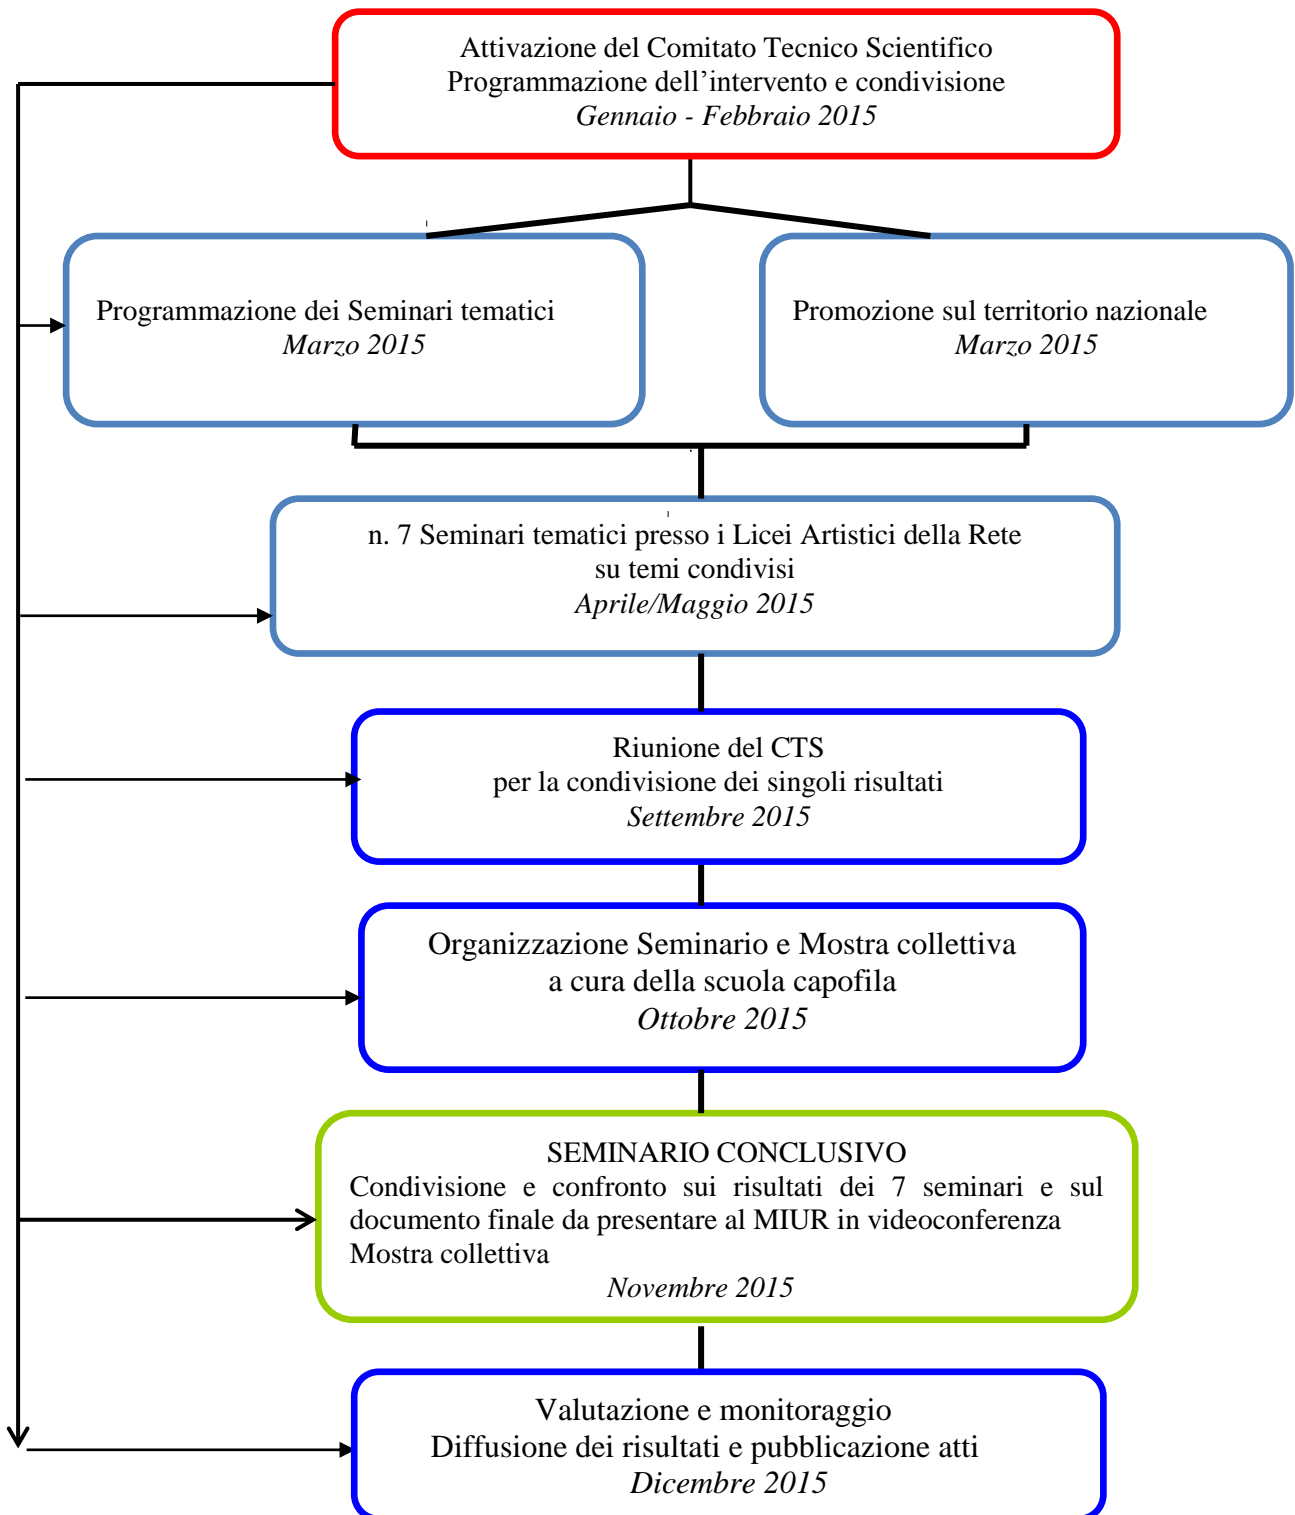 Attivazione del Comitato Tecnico Scientifico
Programmazione dell’intervento e condivisione
Gennaio - Febbraio 2015
Programmazione dei Seminari tematici
Marzo 2015
Promozione sul territorio nazionale
Marzo 2015
n. 7 Seminari tematici presso i Licei Artistici della Rete
su temi condivisi
Aprile/Maggio 2015
Riunione del CTS
per la condivisione dei singoli risultati
Settembre 2015
Organizzazione Seminario e Mostra collettiva
a cura della scuola capofila
Ottobre 2015
SEMINARIO CONCLUSIVO
Condivisione e confronto sui risultati dei 7 seminari e sul
documento finale da presentare al MIUR in videoconferenza
Mostra collettiva
Novembre 2015
Valutazione e monitoraggio
Diffusione dei risultati e pubblicazione atti
Dicembre 2015